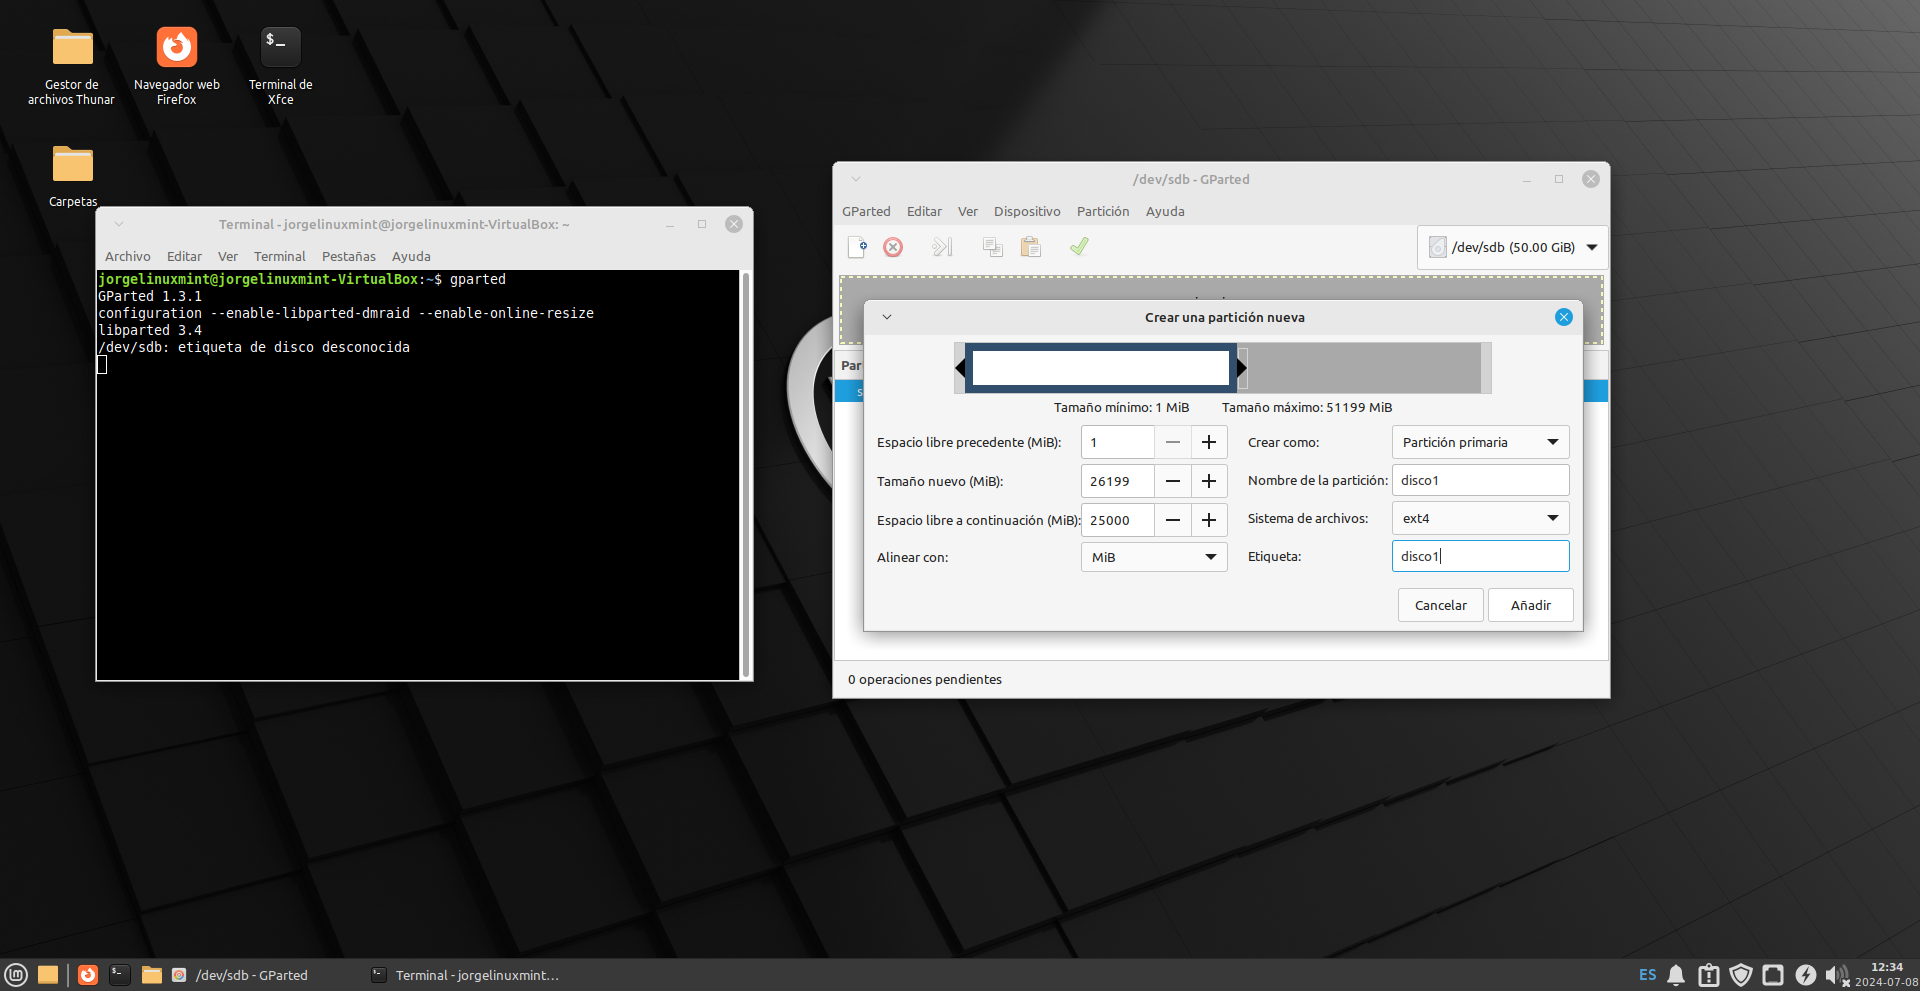 Gestor de
archivos Thunar
Navegador web
Firefox
Terminal de
Xfce
Carpetas
Terminal - jorgelinuxmint@jorgelinuxmint-VirtualBox: ~
Archivo Editar Ver Terminal Pestañas Ayuda
jorgelinuxmint@jorgelinuxmint-VirtualBox:~$ gparted
GParted 1.3.1
configuration --enable-libparted-dmraid --enable-online-resize
libparted 3.4
/dev/sdb: etiqueta de disco desconocida
/dev/sdb - GParted
GParted Editar Ver Dispositivo Partición Ayuda
/dev/sdb (50.00 GiB)
Crear una partición nueva
Tamaño mínimo: 1 MiB Tamaño máximo: 51199 MiB
Espacio libre precedente (MiB): 1
Crear como: Partición primaria
Tamaño nuevo (MiB): 26199
Nombre de la partición: disco1
Espacio libre a continuación (MiB): 25000
Sistema de archivos: ext4
Alinear con: MiB
Etiqueta: disco1
Cancelar Añadir
0 operaciones pendientes
/dev/sdb - GParted
Terminal - jorgelinuxmint...
ES
12:34
2024-07-08